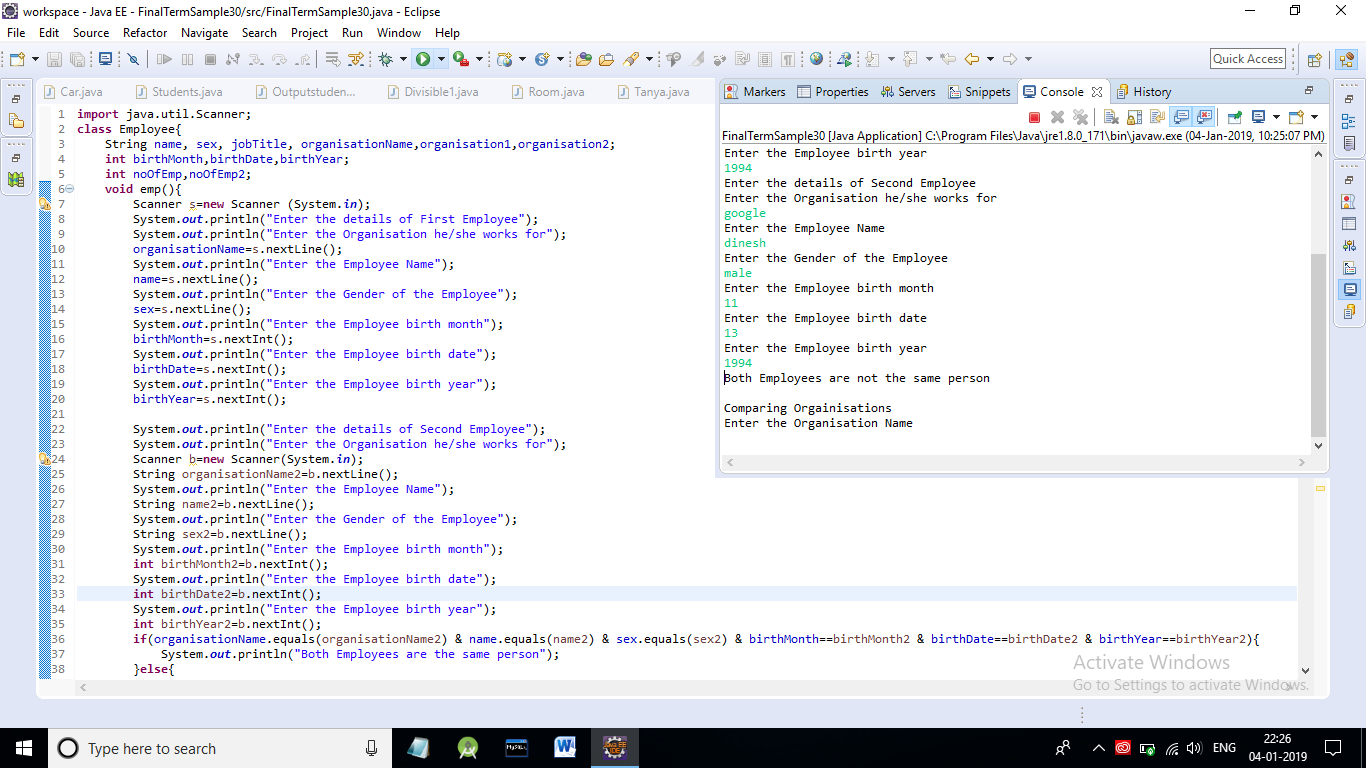 workspace - Java EE - FinalTermSample30/src/FinalTermSample30.java - Eclipse
File Edit Source Refactor Navigate Search Project Run Window Help
Quick Access
Car.java Students.java Outputstuden... Divisible1.java Room.java Tanya.java
1 import java.util.Scanner;
2 class Employee{
3 String name, sex, jobTitle, organisationName,organisation1,organisation2;
4 int birthMonth,birthDate,birthYear;
5 int noOfEmp,noOfEmp2;
6 void emp(){
7 Scanner s=new Scanner (System.in);
8 System.out.println("Enter the details of First Employee");
9 System.out.println("Enter the Organisation he/she works for");
10 organisationName=s.nextLine();
11 System.out.println("Enter the Employee Name");
12 name=s.nextLine();
13 System.out.println("Enter the Gender of the Employee");
14 sex=s.nextLine();
15 System.out.println("Enter the Employee birth month");
16 birthMonth=s.nextInt();
17 System.out.println("Enter the Employee birth date");
18 birthDate=s.nextInt();
19 System.out.println("Enter the Employee birth year");
20 birthYear=s.nextInt();
21
22 System.out.println("Enter the details of Second Employee");
23 System.out.println("Enter the Organisation he/she works for");
24 Scanner b=new Scanner(System.in);
25 String organisationName2=b.nextLine();
26 System.out.println("Enter the Employee Name");
27 String name2=b.nextLine();
28 System.out.println("Enter the Gender of the Employee");
29 String sex2=b.nextLine();
30 System.out.println("Enter the Employee birth month");
31 int birthMonth2=b.nextInt();
32 System.out.println("Enter the Employee birth date");
33 int birthDate2=b.nextInt();
34 System.out.println("Enter the Employee birth year");
35 int birthYear2=b.nextInt();
36 if(organisationName.equals(organisationName2) & name.equals(name2) & sex.equals(sex2) & birthMonth==birthMonth2 & birthDate==birthDate2 & birthYear==birthYear2){
37 System.out.println("Both Employees are the same person");
38 }else{
Markers Properties Servers Snippets Console History
FinalTermSample30 [Java Application] C:\Program Files\Java\jre1.8.0_171\bin\javaw.exe (04-Jan-2019, 10:25:07 PM)
Enter the Employee birth year
1994
Enter the details of Second Employee
Enter the Organisation he/she works for
google
Enter the Employee Name
dinesh
Enter the Gender of the Employee
male
Enter the Employee birth month
11
Enter the Employee birth date
13
Enter the Employee birth year
1994
Both Employees are not the same person
Comparing Orgainisations
Enter the Organisation Name
Activate Windows
Go to Settings to activate Windows.
Type here to search
MySQL
JAVA EE
IDE
ENG
22:26
04-01-2019